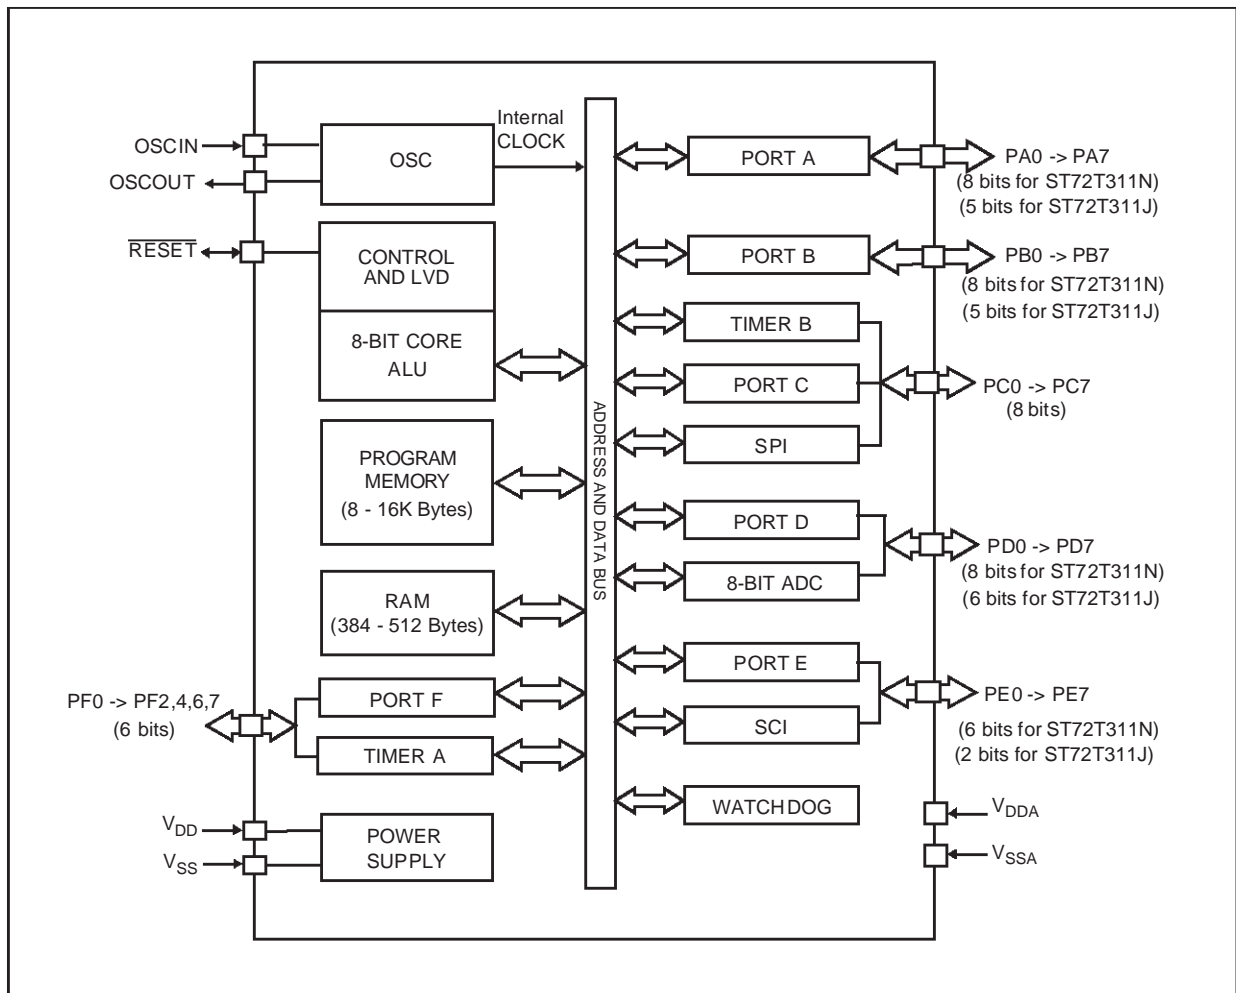 OSCIN
OSCOUT
RESET
OSC
Internal
CLOCK
CONTROL
AND LVD
8-BIT CORE
ALU
PROGRAM
MEMORY
(8 - 16K Bytes)
RAM
(384 - 512 Bytes)
PF0 -> PF2,4,6,7
(6 bits)
PORT F
TIMER A
VDD
VSS
POWER
SUPPLY
ADDRESS AND DATA BUS
PORT A
PA0 -> PA7
(8 bits for ST72T311N)
(5 bits for ST72T311J)
PORT B
PB0 -> PB7
(8 bits for ST72T311N)
(5 bits for ST72T311J)
TIMER B
PORT C
SPI
PC0 -> PC7
(8 bits)
PORT D
8-BIT ADC
PD0 -> PD7
(8 bits for ST72T311N)
(6 bits for ST72T311J)
PORT E
SCI
PE0 -> PE7
(6 bits for ST72T311N)
(2 bits for ST72T311J)
WATCHDOG
VDDA
VSSA